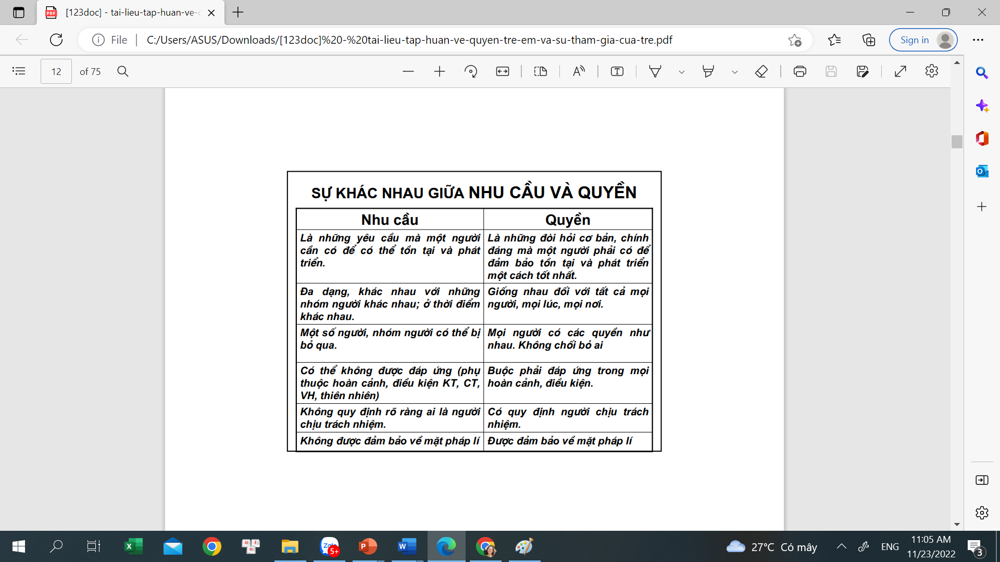 [123doc] - tai-lieu-tap-huan-ve-
File
C:/Users/ASUS/Downloads/[123doc]%20-%20tai-lieu-tap-huan-ve-quyen-tre-em-va-su-tham-gia-cua-tre.pdf
Sign in
12 of 75
SỰ KHÁC NHAU GIỮA NHU CẦU VÀ QUYỀN
Nhu cầu
Quyền
Là những yêu cầu mà một người
cần có để có thể tồn tại và phát
triển.
Là những đòi hỏi cơ bản, chính
đáng mà một người phải có để
đảm bảo tồn tại và phát triển
một cách tốt nhất.
Đa dạng, khác nhau với những
nhóm người khác nhau; ở thời điểm
khác nhau.
Giống nhau đối với tất cả mọi
người, mọi lúc, mọi nơi.
Một số người, nhóm người có thể bị
bỏ qua.
Mọi người có các quyền như
nhau. Không chối bỏ ai
Có thể không được đáp ứng (phụ
thuộc hoàn cảnh, điều kiện KT, CT,
VH, thiên nhiên)
Buộc phải đáp ứng trong mọi
hoàn cảnh, điều kiện.
Không quy định rõ ràng ai là người
chịu trách nhiệm.
Có quy định người chịu trách
nhiệm.
Không được đảm bảo về mặt pháp lí
Được đảm bảo về mặt pháp lí
Zalo
5+
27°C Có mây
ENG
11:05 AM
11/23/2022
3